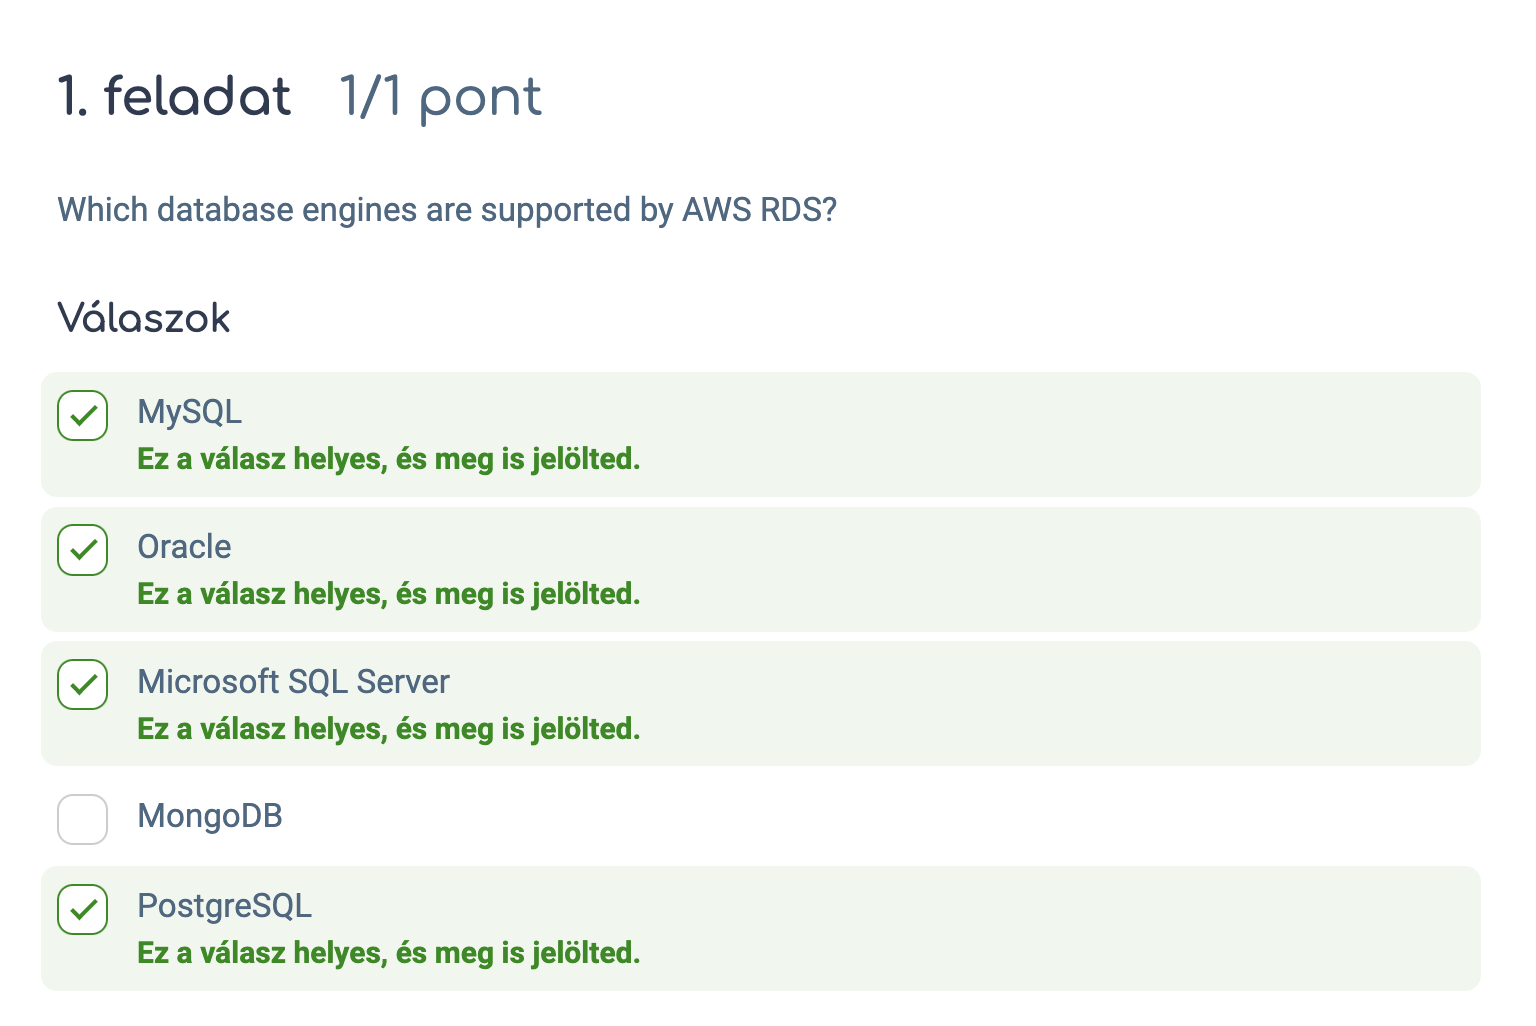 1. feladat 1/1 pont
Which database engines are supported by AWS RDS?
Válaszok
MySQL
Ez a válasz helyes, és meg is jelölted.
Oracle
Ez a válasz helyes, és meg is jelölted.
Microsoft SQL Server
Ez a válasz helyes, és meg is jelölted.
MongoDB
PostgreSQL
Ez a válasz helyes, és meg is jelölted.